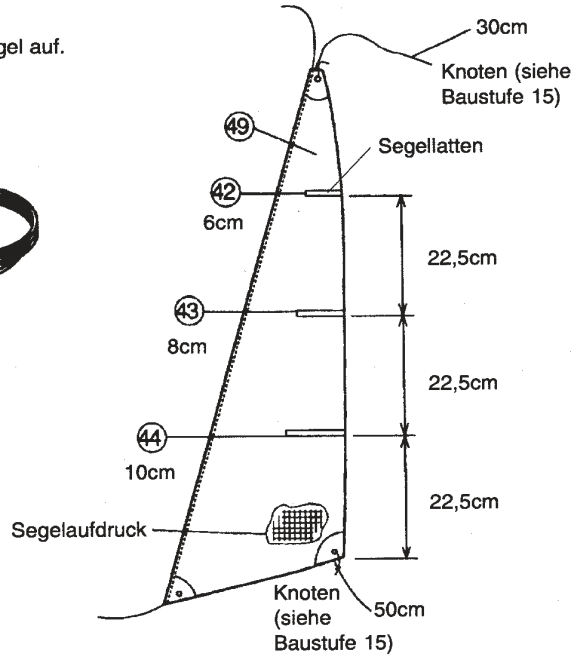 gel auf.
30cm
Knoten (siehe
Baustufe 15)
49
Segellatten
42
6cm
22,5cm
43
8cm
22,5cm
44
10cm
22,5cm
Segelaufdruck
Knoten
(siehe
Baustufe 15)
50cm